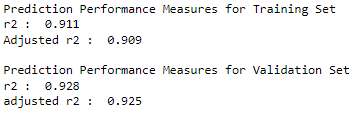 Prediction Performance Measures for Training Set
r2 :  0.911
Adjusted r2 :  0.909
Prediction Performance Measures for Validation Set
r2 :  0.928
adjusted r2 :  0.925